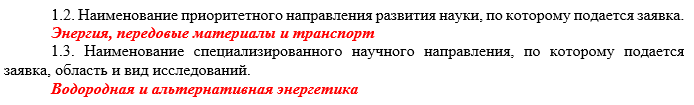 1.2. Наименование приоритетного направления развития науки, по которому подается заявка.
Энергия, передовые материалы и транспорт
1.3. Наименование специализированного научного направления, по которому подается
заявка, область и вид исследований.
Водородная и альтернативная энергетика